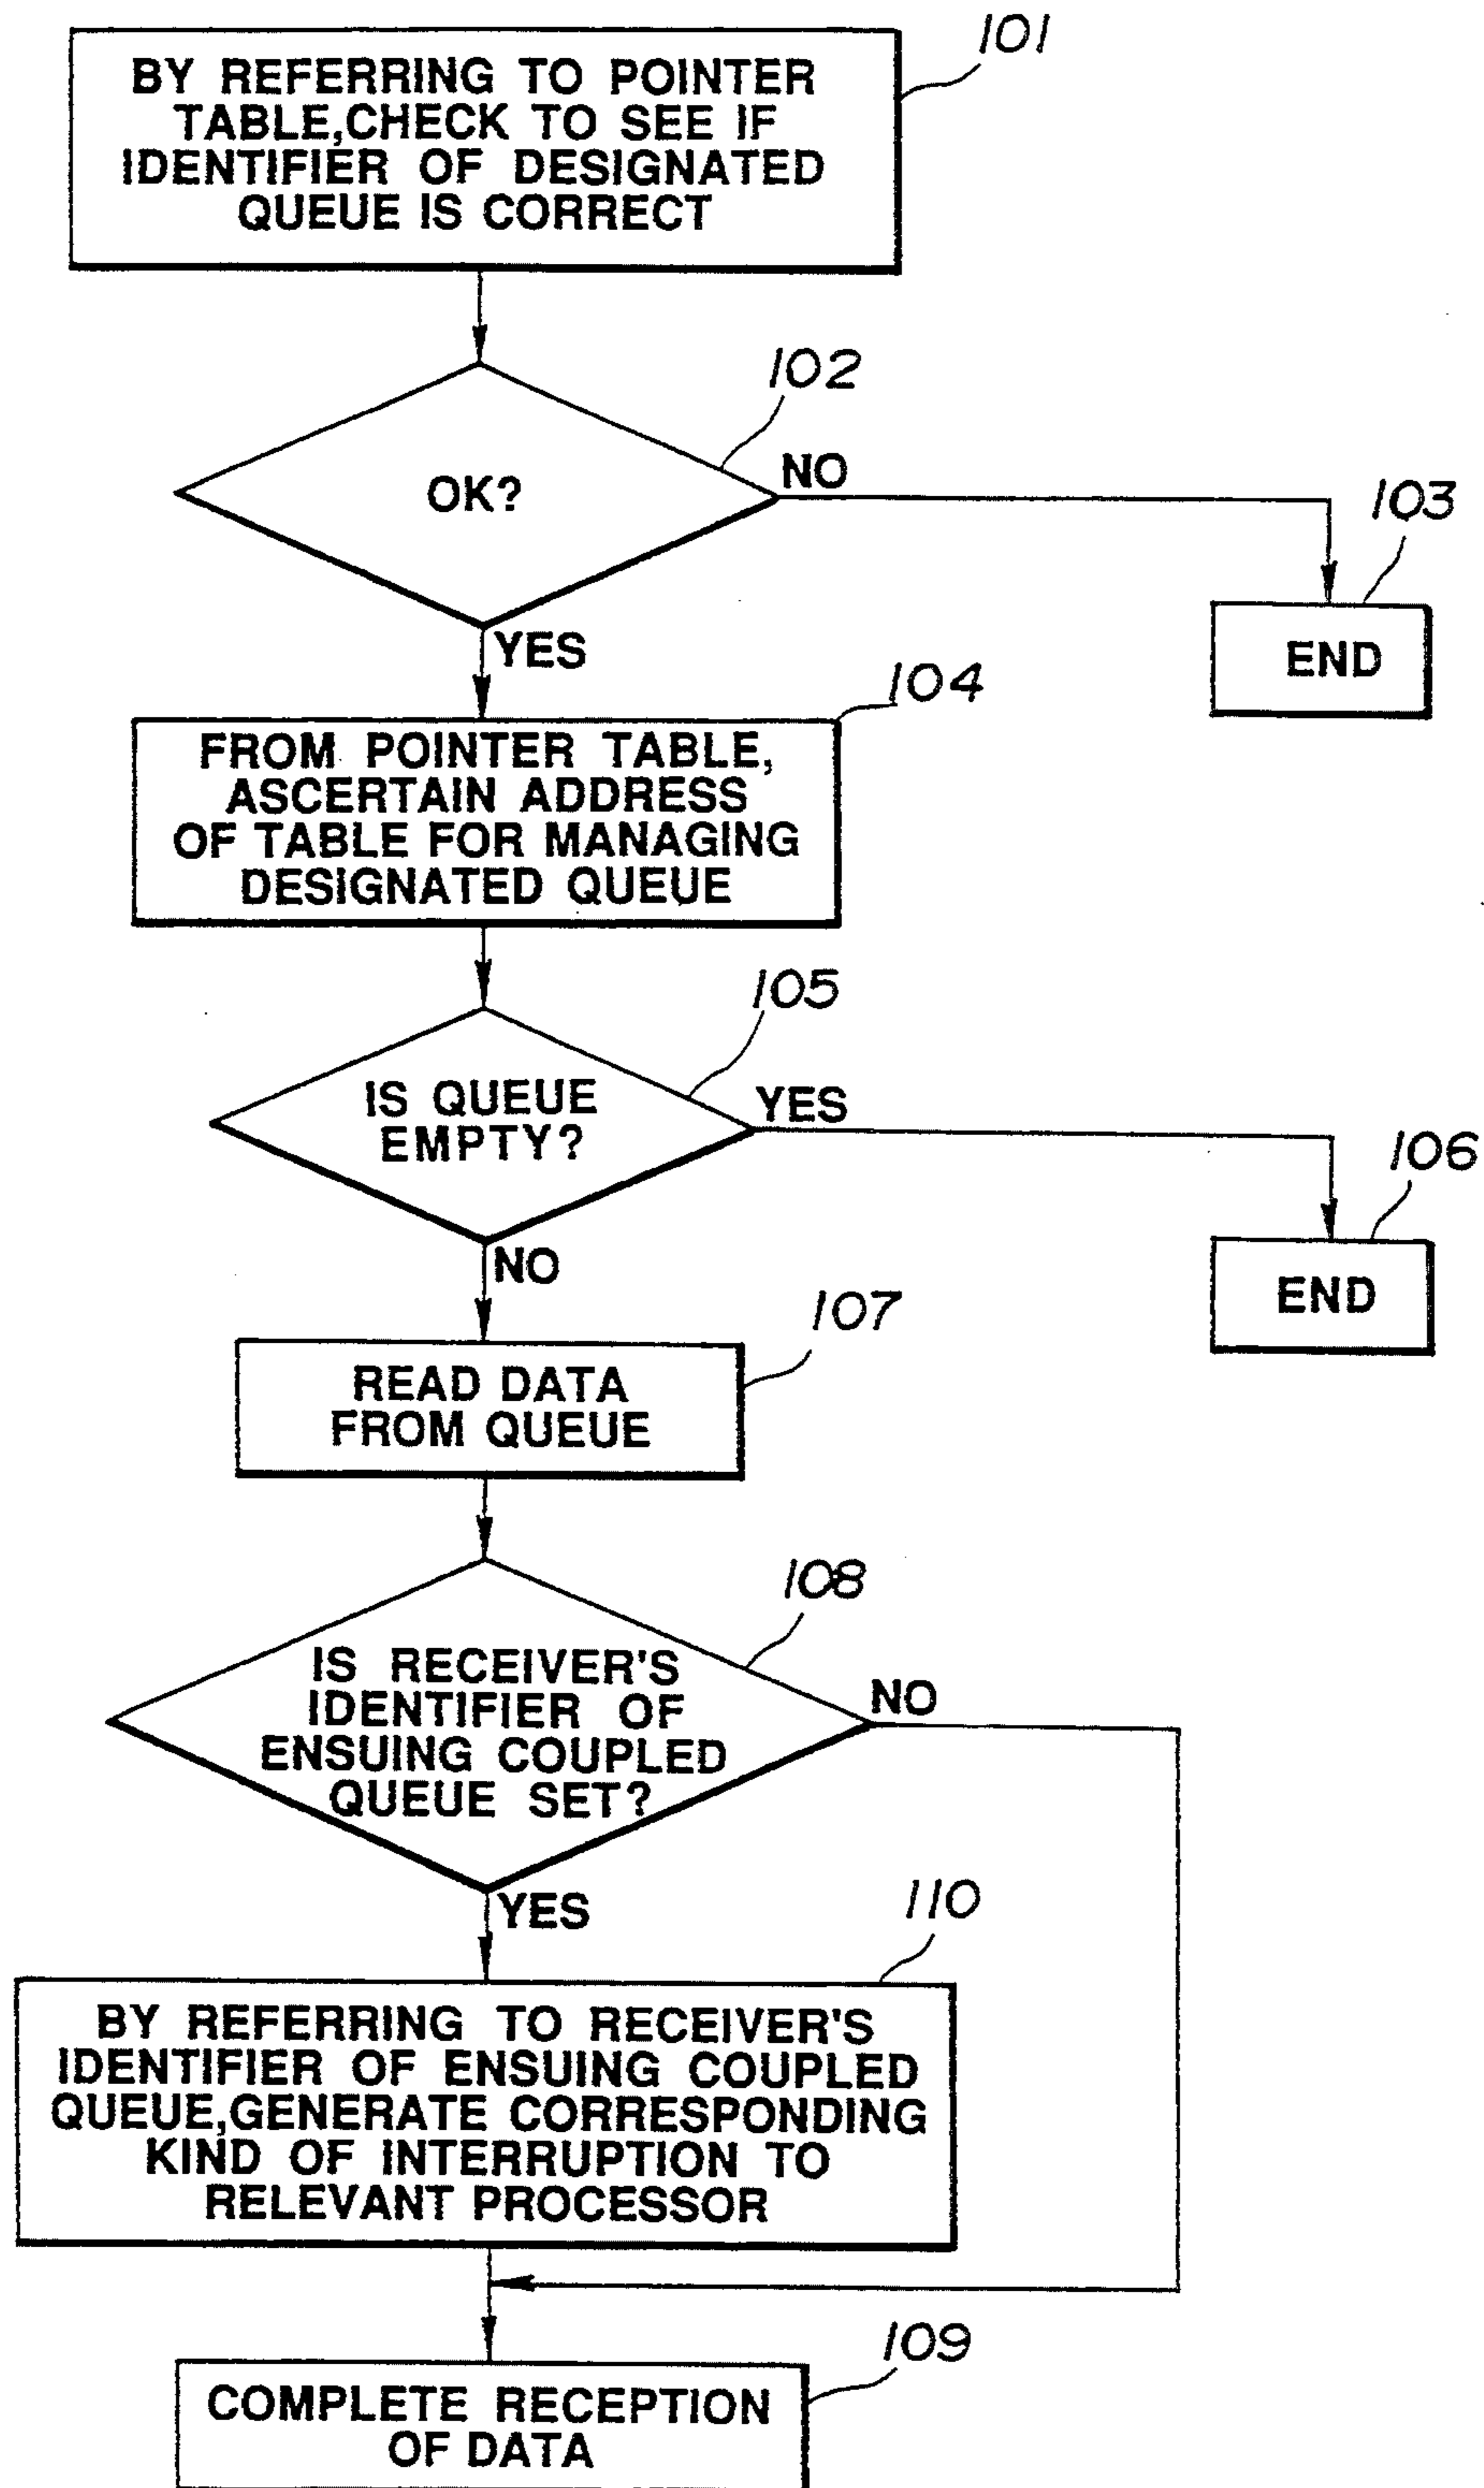 101
BY REFERRING TO POINTER
TABLE,CHECK TO SEE IF
IDENTIFIER OF DESIGNATED
QUEUE IS CORRECT
102
OK?
NO
103
END
YES
104
FROM POINTER TABLE,
ASCERTAIN ADDRESS
OF TABLE FOR MANAGING
DESIGNATED QUEUE
105
IS QUEUE
EMPTY?
YES
106
END
NO
107
READ DATA
FROM QUEUE
108
IS RECEIVER'S
IDENTIFIER OF
ENSUING COUPLED
QUEUE SET?
NO
YES
110
BY REFERRING TO RECEIVER'S
IDENTIFIER OF ENSUING COUPLED
QUEUE,GENERATE CORRESPONDING
KIND OF INTERRUPTION TO
RELEVANT PROCESSOR
109
COMPLETE RECEPTION
OF DATA